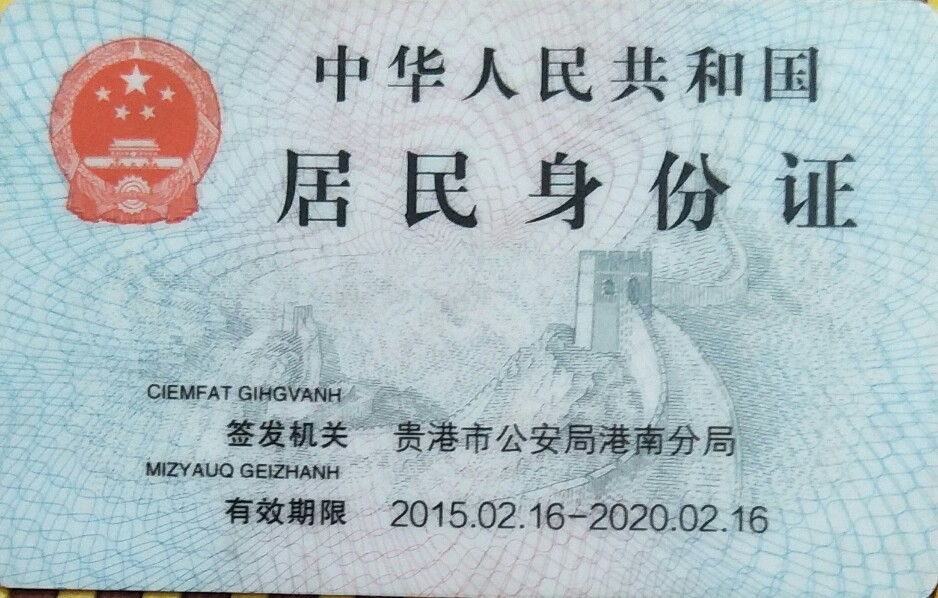 中华人民共和国
居民身份证
CIEMFAT GIHGVANH
签发机关 贵港市公安局港南分局
MIZYAUQ GEIZHANH
有效期限 2015.02.16-2020.02.16